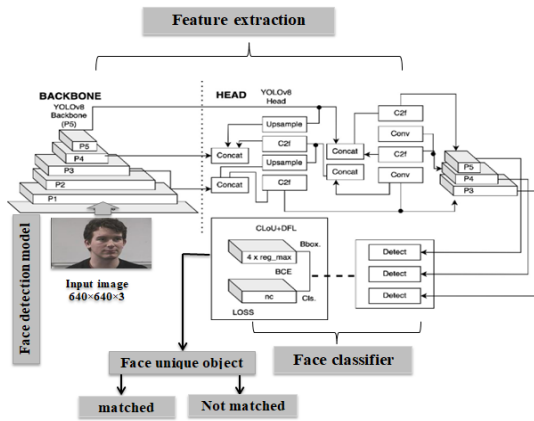 Feature extraction
BACKBONE
YOLOv8
Backbone
(P5)
P5
P4
P3
P2
P1
HEAD
YOLOv8
Head
Upsample
C2f
Concat
Upsample
Concat
C2f
Concat
Concat
C2f
Conv
C2f
Conv
P5
P4
P3
Face detection model
Input image
640×640×3
CLoU+DFL
Bbox.
4 x reg_max
BCE
nc
Cls.
LOSS
Detect
Detect
Detect
Face unique object
Face classifier
matched
Not matched